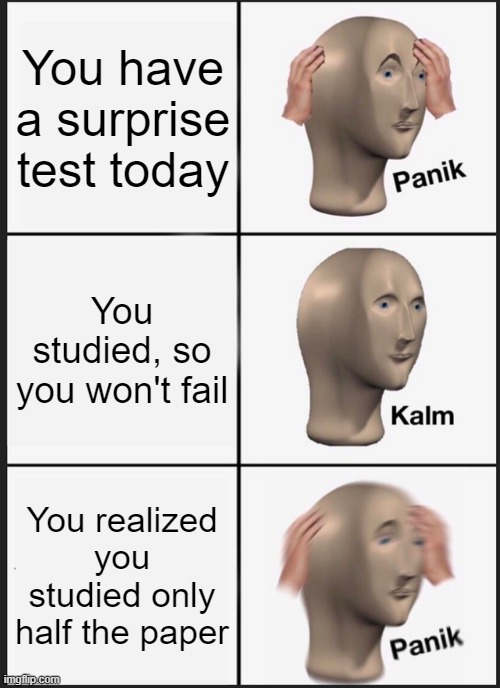 You have
a surprise
test today
Panik
You
studied, so
you won't fail
Kalm
You realized
you
studied only
half the paper
Panik
imgflip.com